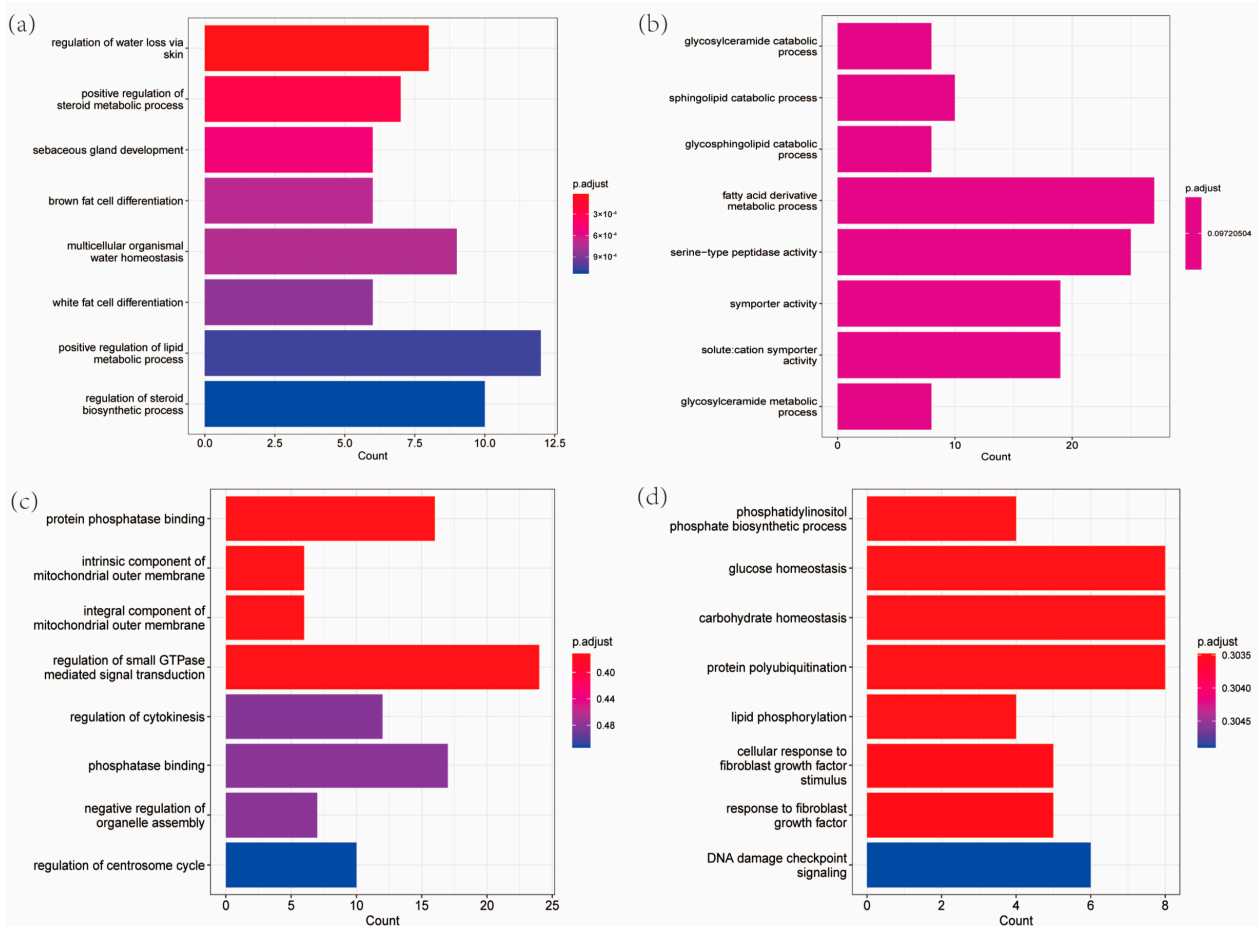 (a)
regulation of water loss via
skin
positive regulation of
steroid metabolic process
sebaceous gland development
brown fat cell differentiation
multicellular organismal
water homeostasis
white fat cell differentiation
positive regulation of lipid
metabolic process
regulation of steroid
biosynthetic process
0.0 2.5 5.0 7.5 10.0 12.5
Count
p.adjust
3×10⁻⁴
6×10⁻⁴
9×10⁻⁴
(b)
glycosylceramide catabolic
process
sphingolipid catabolic process
glycosphingolipid catabolic
process
fatty acid derivative
metabolic process
serine−type peptidase activity
symporter activity
solute:cation symporter
activity
glycosylceramide metabolic
process
0 10 20
Count
p.adjust
0.09720504
(c)
protein phosphatase binding
intrinsic component of
mitochondrial outer membrane
integral component of
mitochondrial outer membrane
regulation of small GTPase
mediated signal transduction
regulation of cytokinesis
phosphatase binding
negative regulation of
organelle assembly
regulation of centrosome cycle
0 5 10 15 20 25
Count
p.adjust
0.40
0.44
0.48
(d)
phosphatidylinositol
phosphate biosynthetic process
glucose homeostasis
carbohydrate homeostasis
protein polyubiquitination
lipid phosphorylation
cellular response to
fibroblast growth factor
stimulus
response to fibroblast
growth factor
DNA damage checkpoint
signaling
0 2 4 6 8
Count
p.adjust
0.3035
0.3040
0.3045